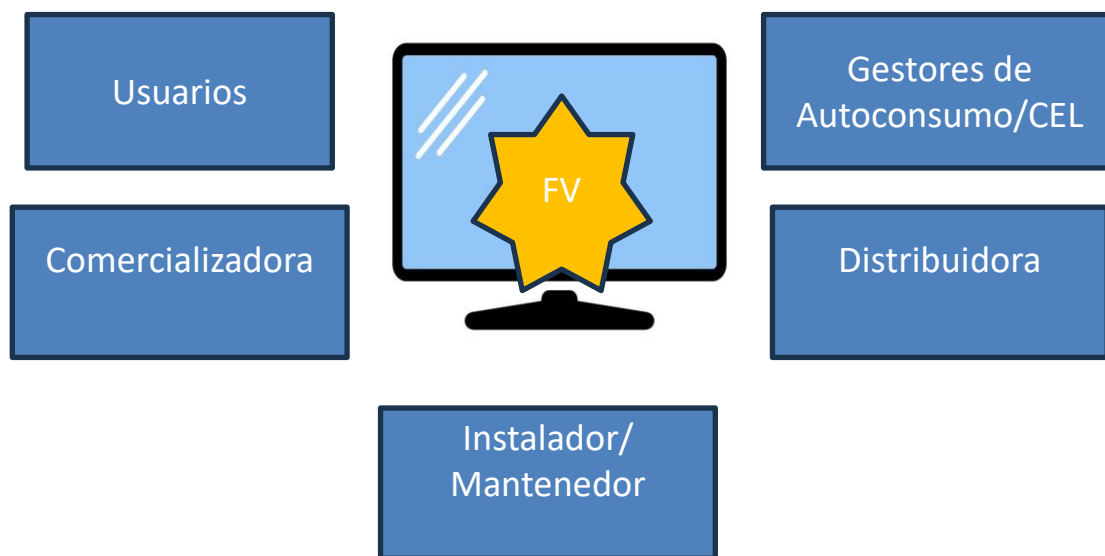 Usuarios
Gestores de
Autoconsumo/CEL
FV
Comercializadora
Distribuidora
Instalador/
Mantenedor